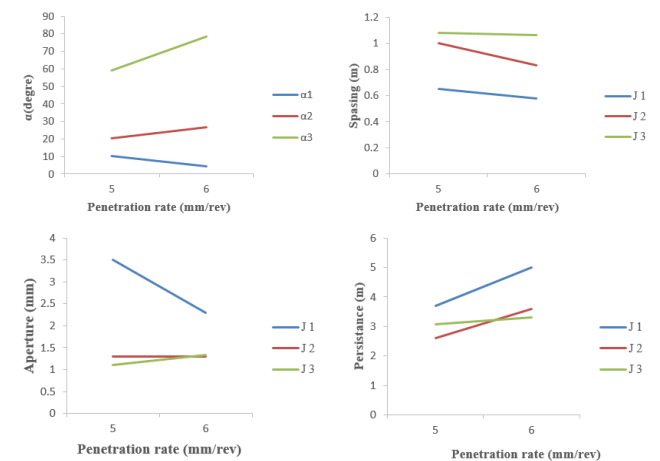 90
80
70
60
50
40
30
20
10
0
α(degre)
5 6
Penetration rate (mm/rev)
α1
α2
α3
1.2
1
0.8
0.6
0.4
0.2
0
Spasing (m)
5 6
Penetration rate (mm/rev)
J 1
J 2
J 3
4
3.5
3
2.5
2
1.5
1
0.5
0
Aperture (mm)
5 6
Penetration rate (mm/rev)
J 1
J 2
J 3
6
5
4
3
2
1
0
Persistance (m)
5 6
Penetration rate (mm/rev)
J 1
J 2
J 3